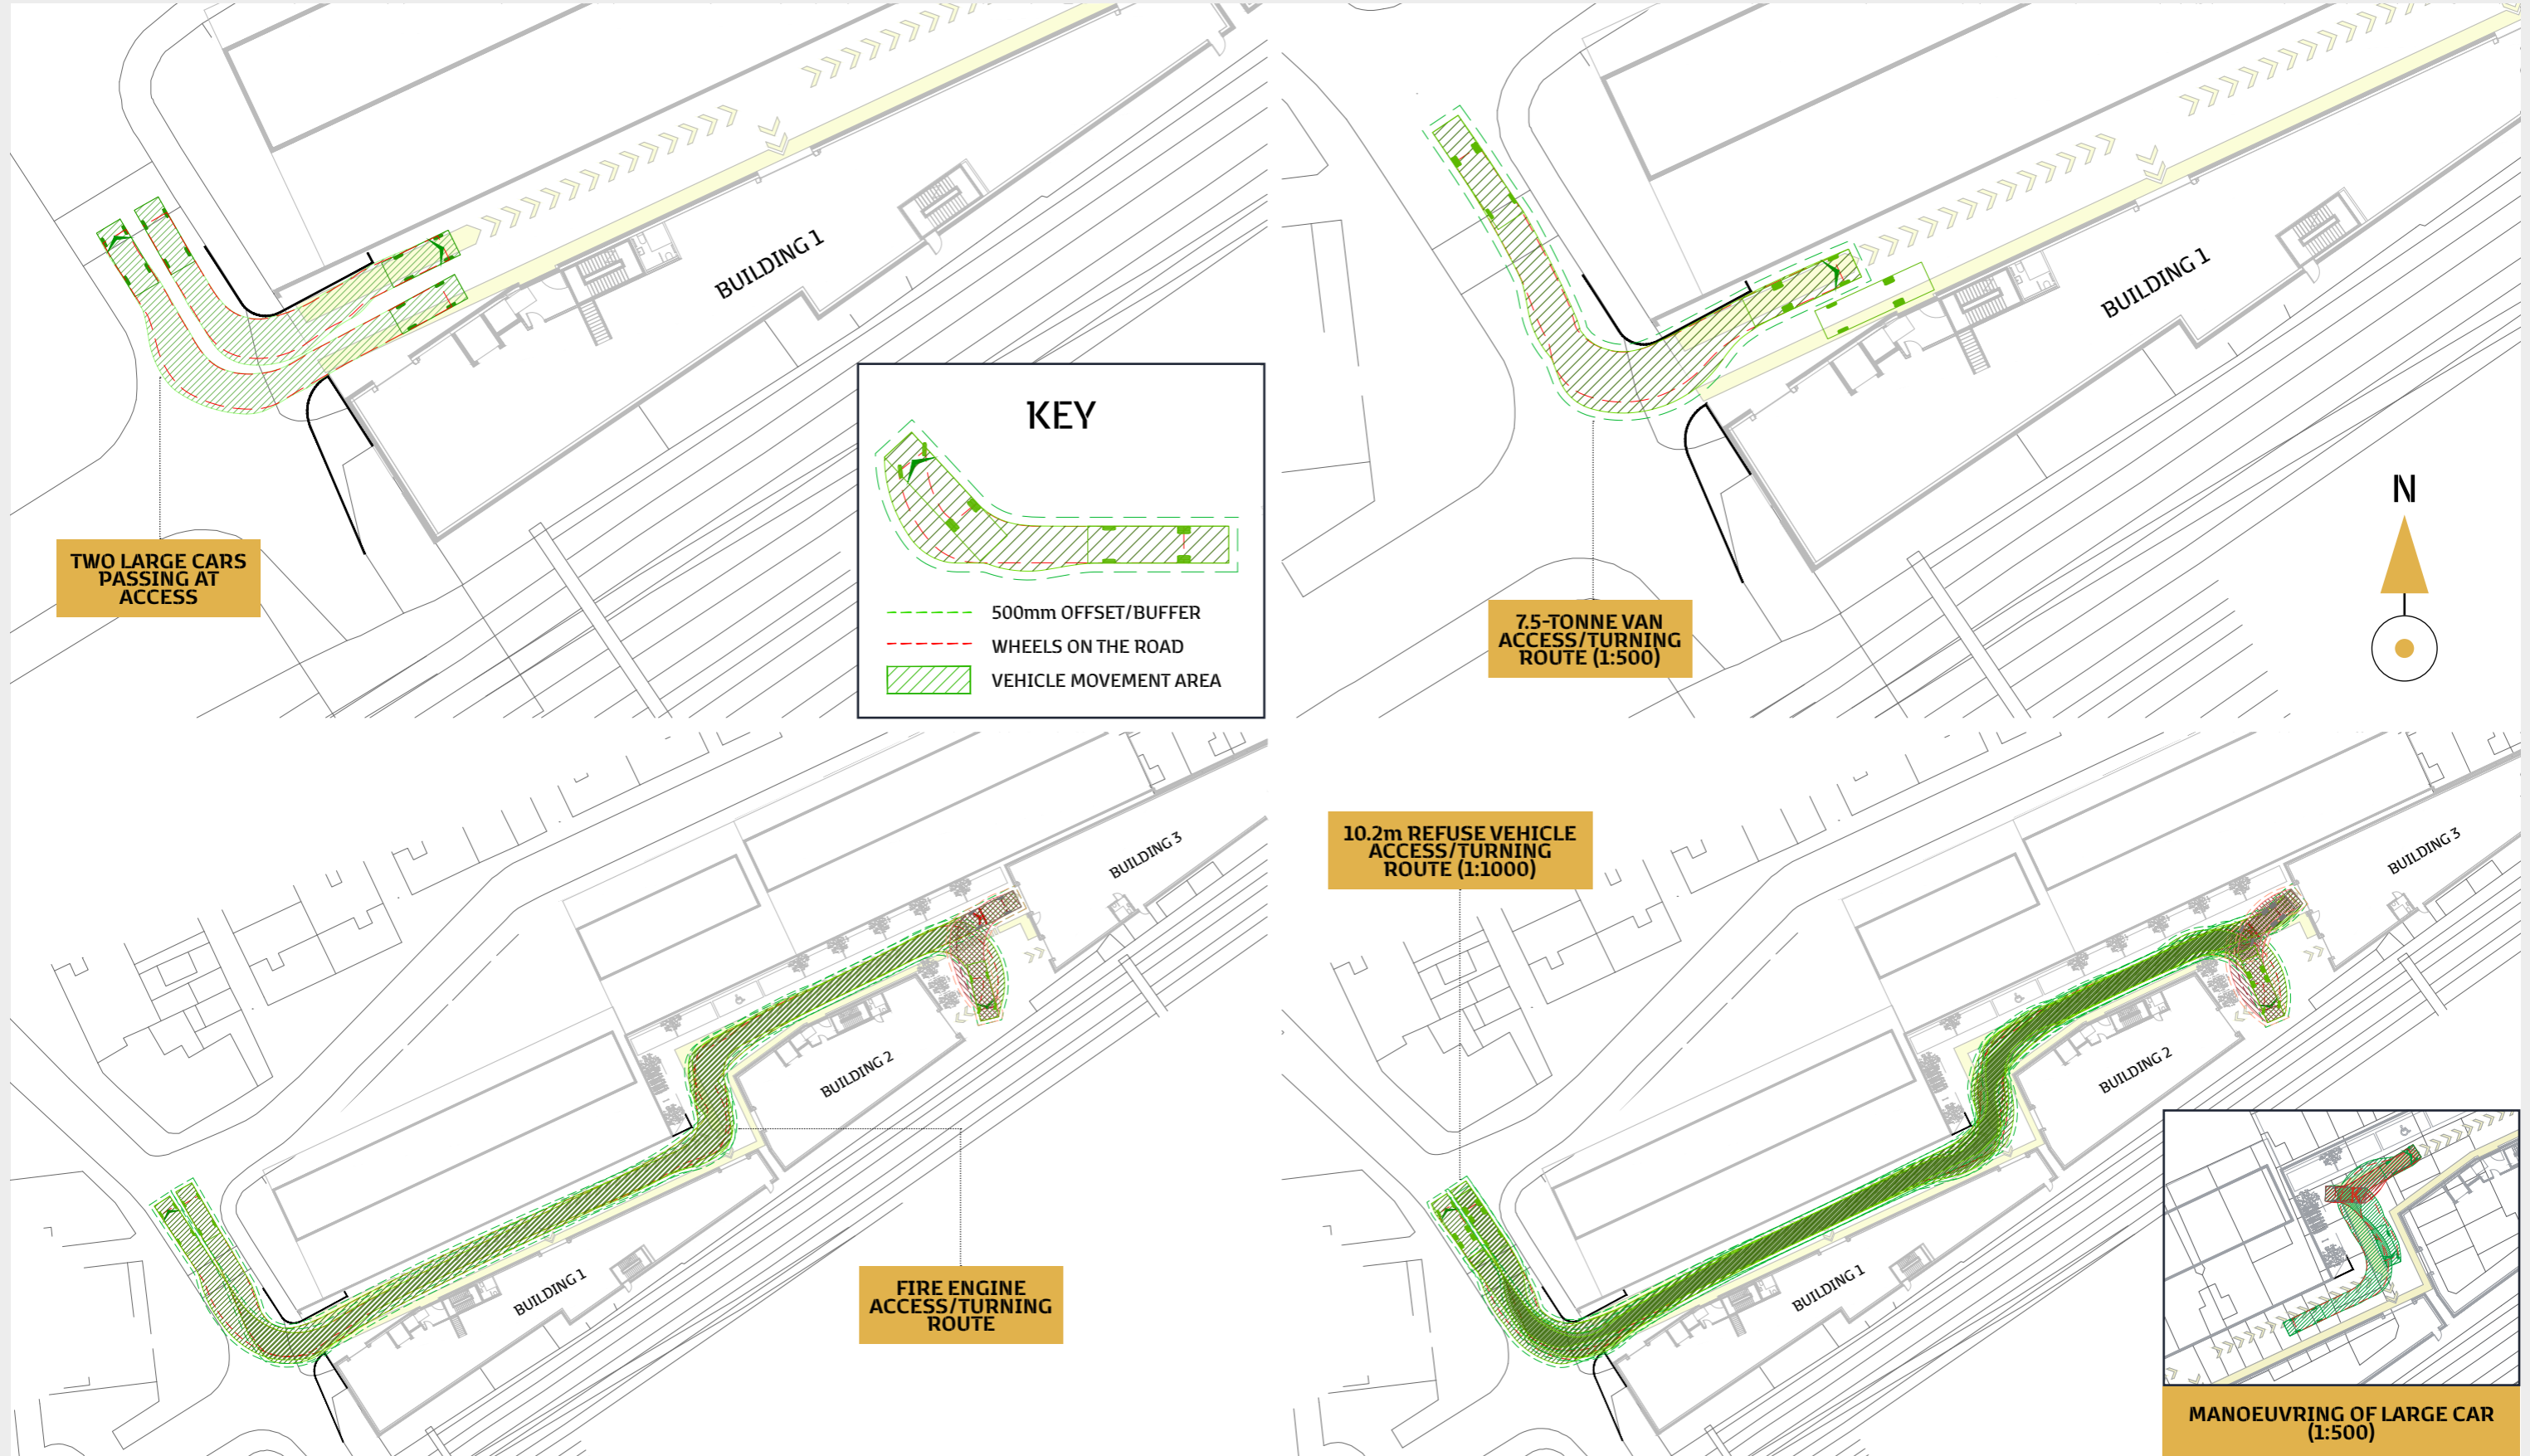 BUILDING 1
TWO LARGE CARS
PASSING AT
ACCESS
KEY
500mm OFFSET/BUFFER
WHEELS ON THE ROAD
VEHICLE MOVEMENT AREA
BUILDING 1
7.5-TONNE VAN
ACCESS/TURNING
ROUTE (1:500)
N
BUILDING 3
BUILDING 2
BUILDING 1
FIRE ENGINE
ACCESS/TURNING
ROUTE
10.2m REFUSE VEHICLE
ACCESS/TURNING
ROUTE (1:1000)
BUILDING 3
BUILDING 2
BUILDING 1
MANOEUVRING OF LARGE CAR
(1:500)